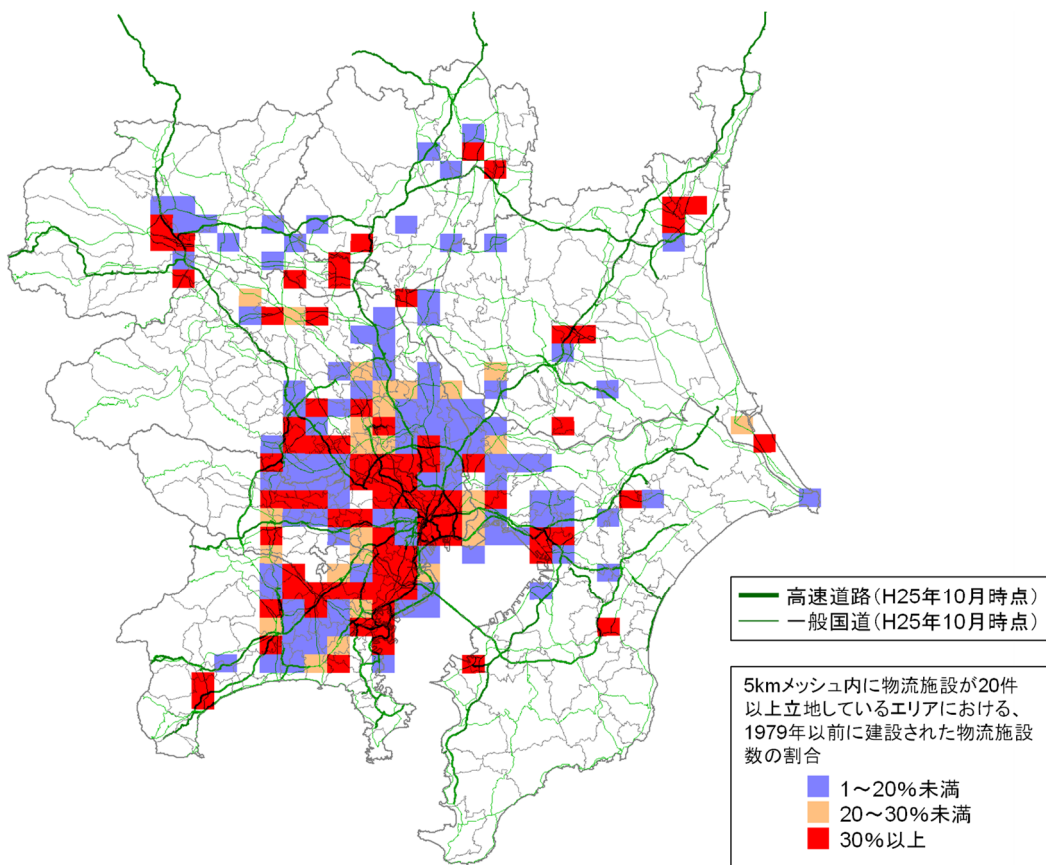 高速道路(H25年10月時点)
一般国道(H25年10月時点)
5kmメッシュ内に物流施設が20件
以上立地しているエリアにおける、
1979年以前に建設された物流施設
数の割合
1～20%未満
20～30%未満
30%以上